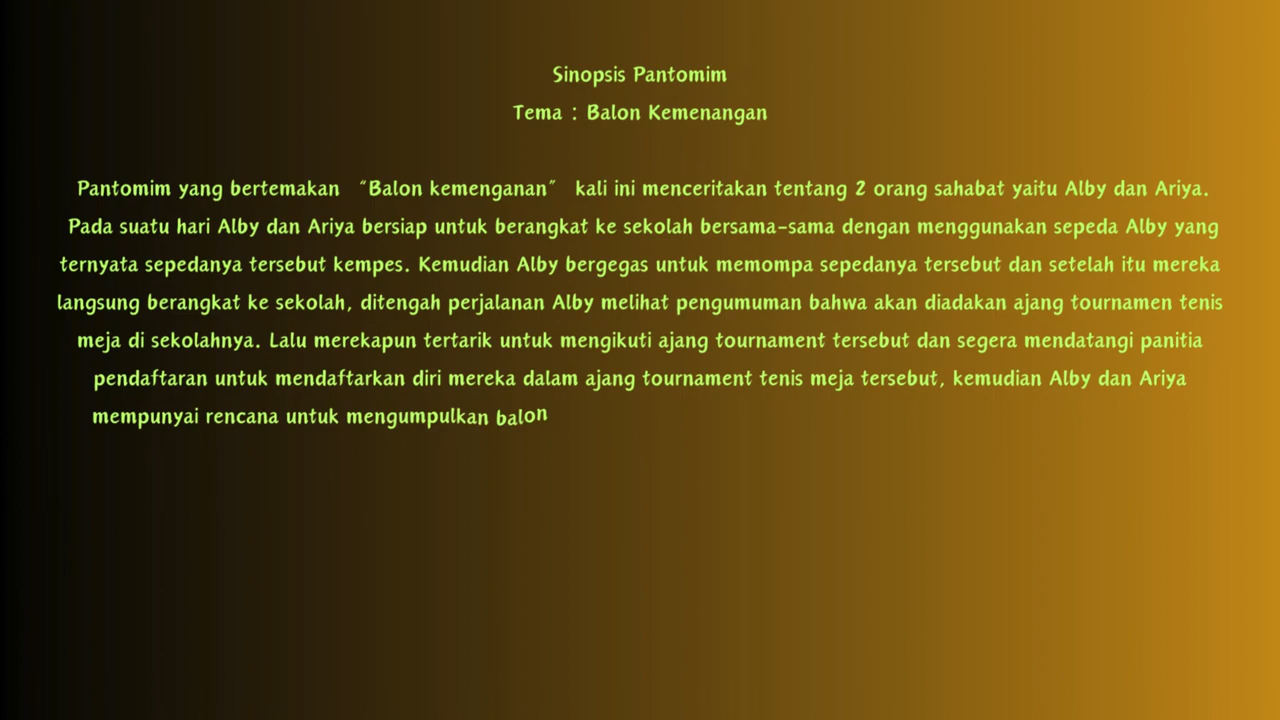 Sinopsis Pantomim
Tema : Balon Kemenangan
Pantomim yang bertemakan “Balon kemenganan” kali ini menceritakan tentang 2 orang sahabat yaitu Alby dan Ariya.
Pada suatu hari Alby dan Ariya bersiap untuk berangkat ke sekolah bersama-sama dengan menggunakan sepeda Alby yang
ternyata sepedanya tersebut kempes. Kemudian Alby bergegas untuk memompa sepedanya tersebut dan setelah itu mereka
langsung berangkat ke sekolah, ditengah perjalanan Alby melihat pengumuman bahwa akan diadakan ajang tournamen tenis
meja di sekolahnya. Lalu merekapun tertarik untuk mengikuti ajang tournament tersebut dan segera mendatangi panitia
pendaftaran untuk mendaftarkan diri mereka dalam ajang tournament tenis meja tersebut, kemudian Alby dan Ariya
mempunyai rencana untuk mengumpulkan balon